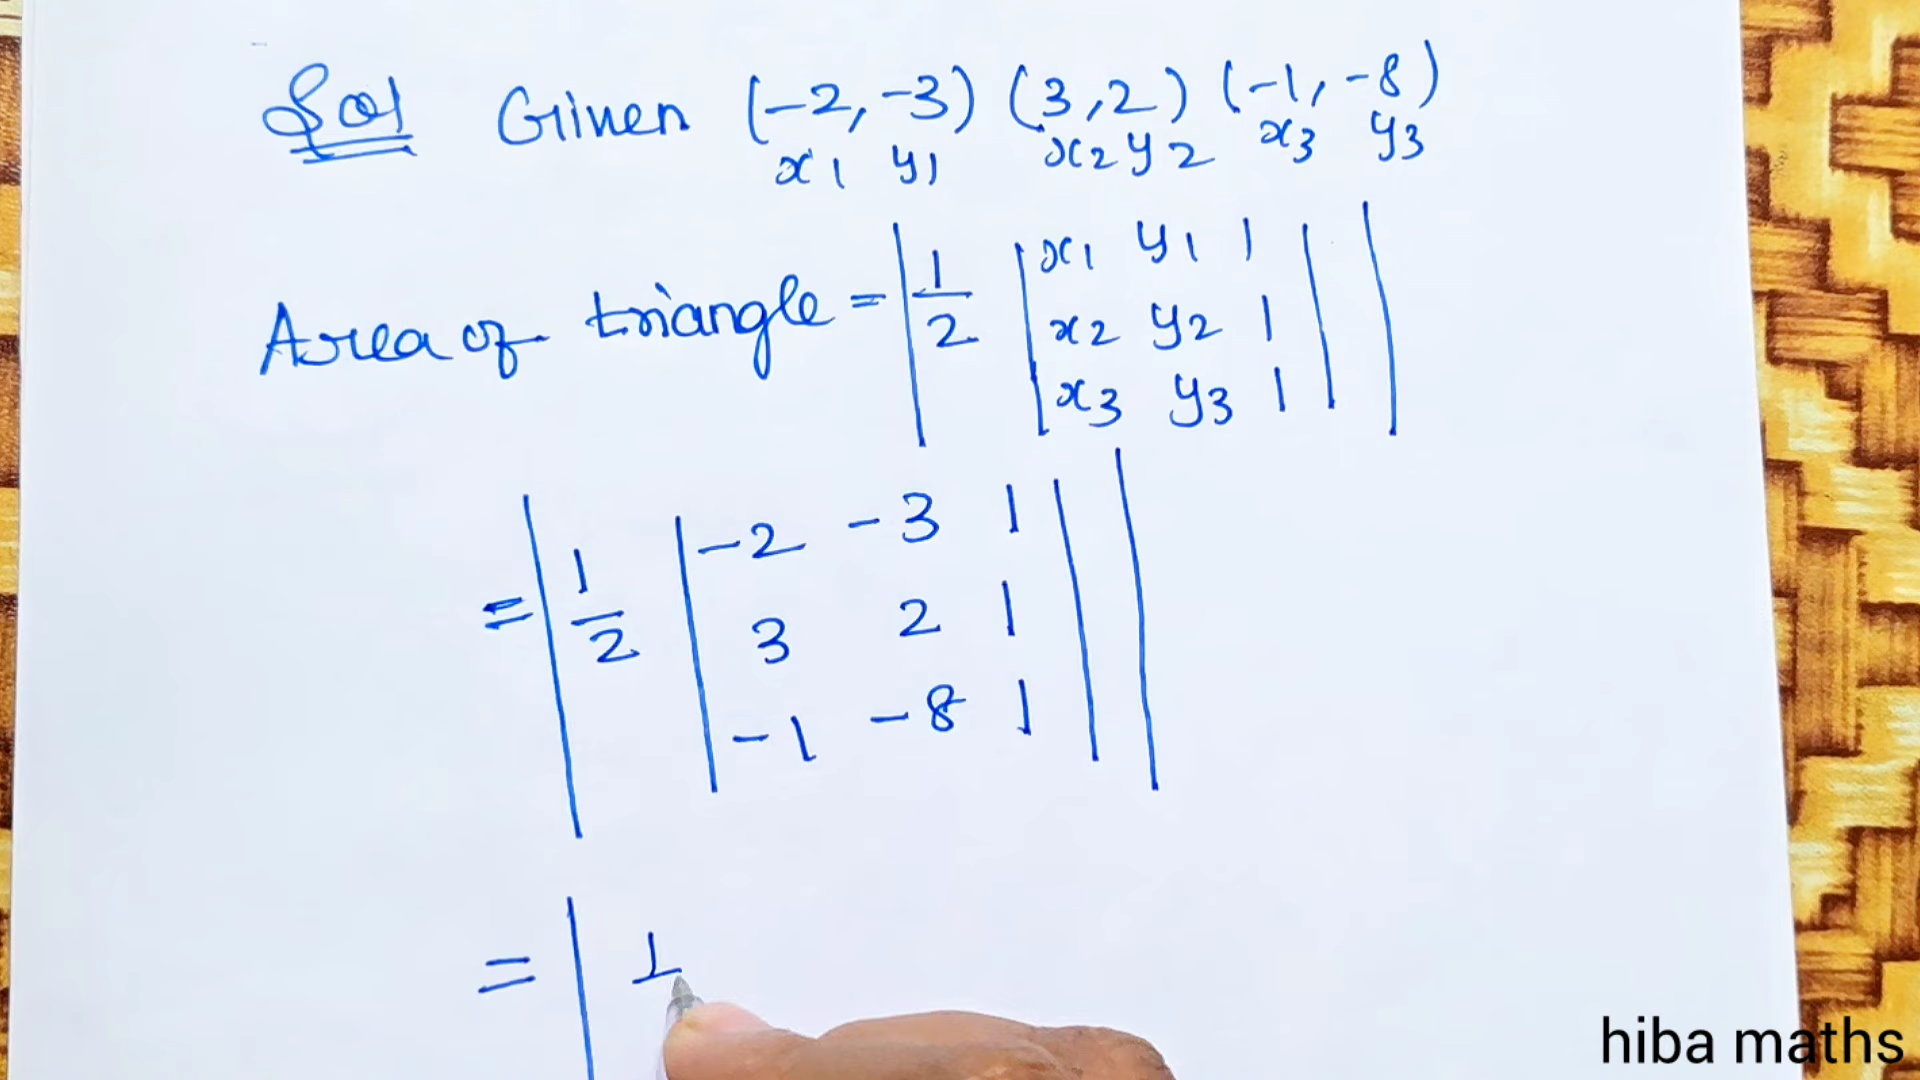 Sol Given (-2, -3) (3, 2) (-1, -8)
x1 y1 x2 y2 x3 y3
Area of triangle = | 1/2 | x1 y1 1
x2 y2 1
x3 y3 1 | |
= | 1/2 | -2 -3 1
3 2 1
-1 -8 1 | |
= | 1
hiba maths